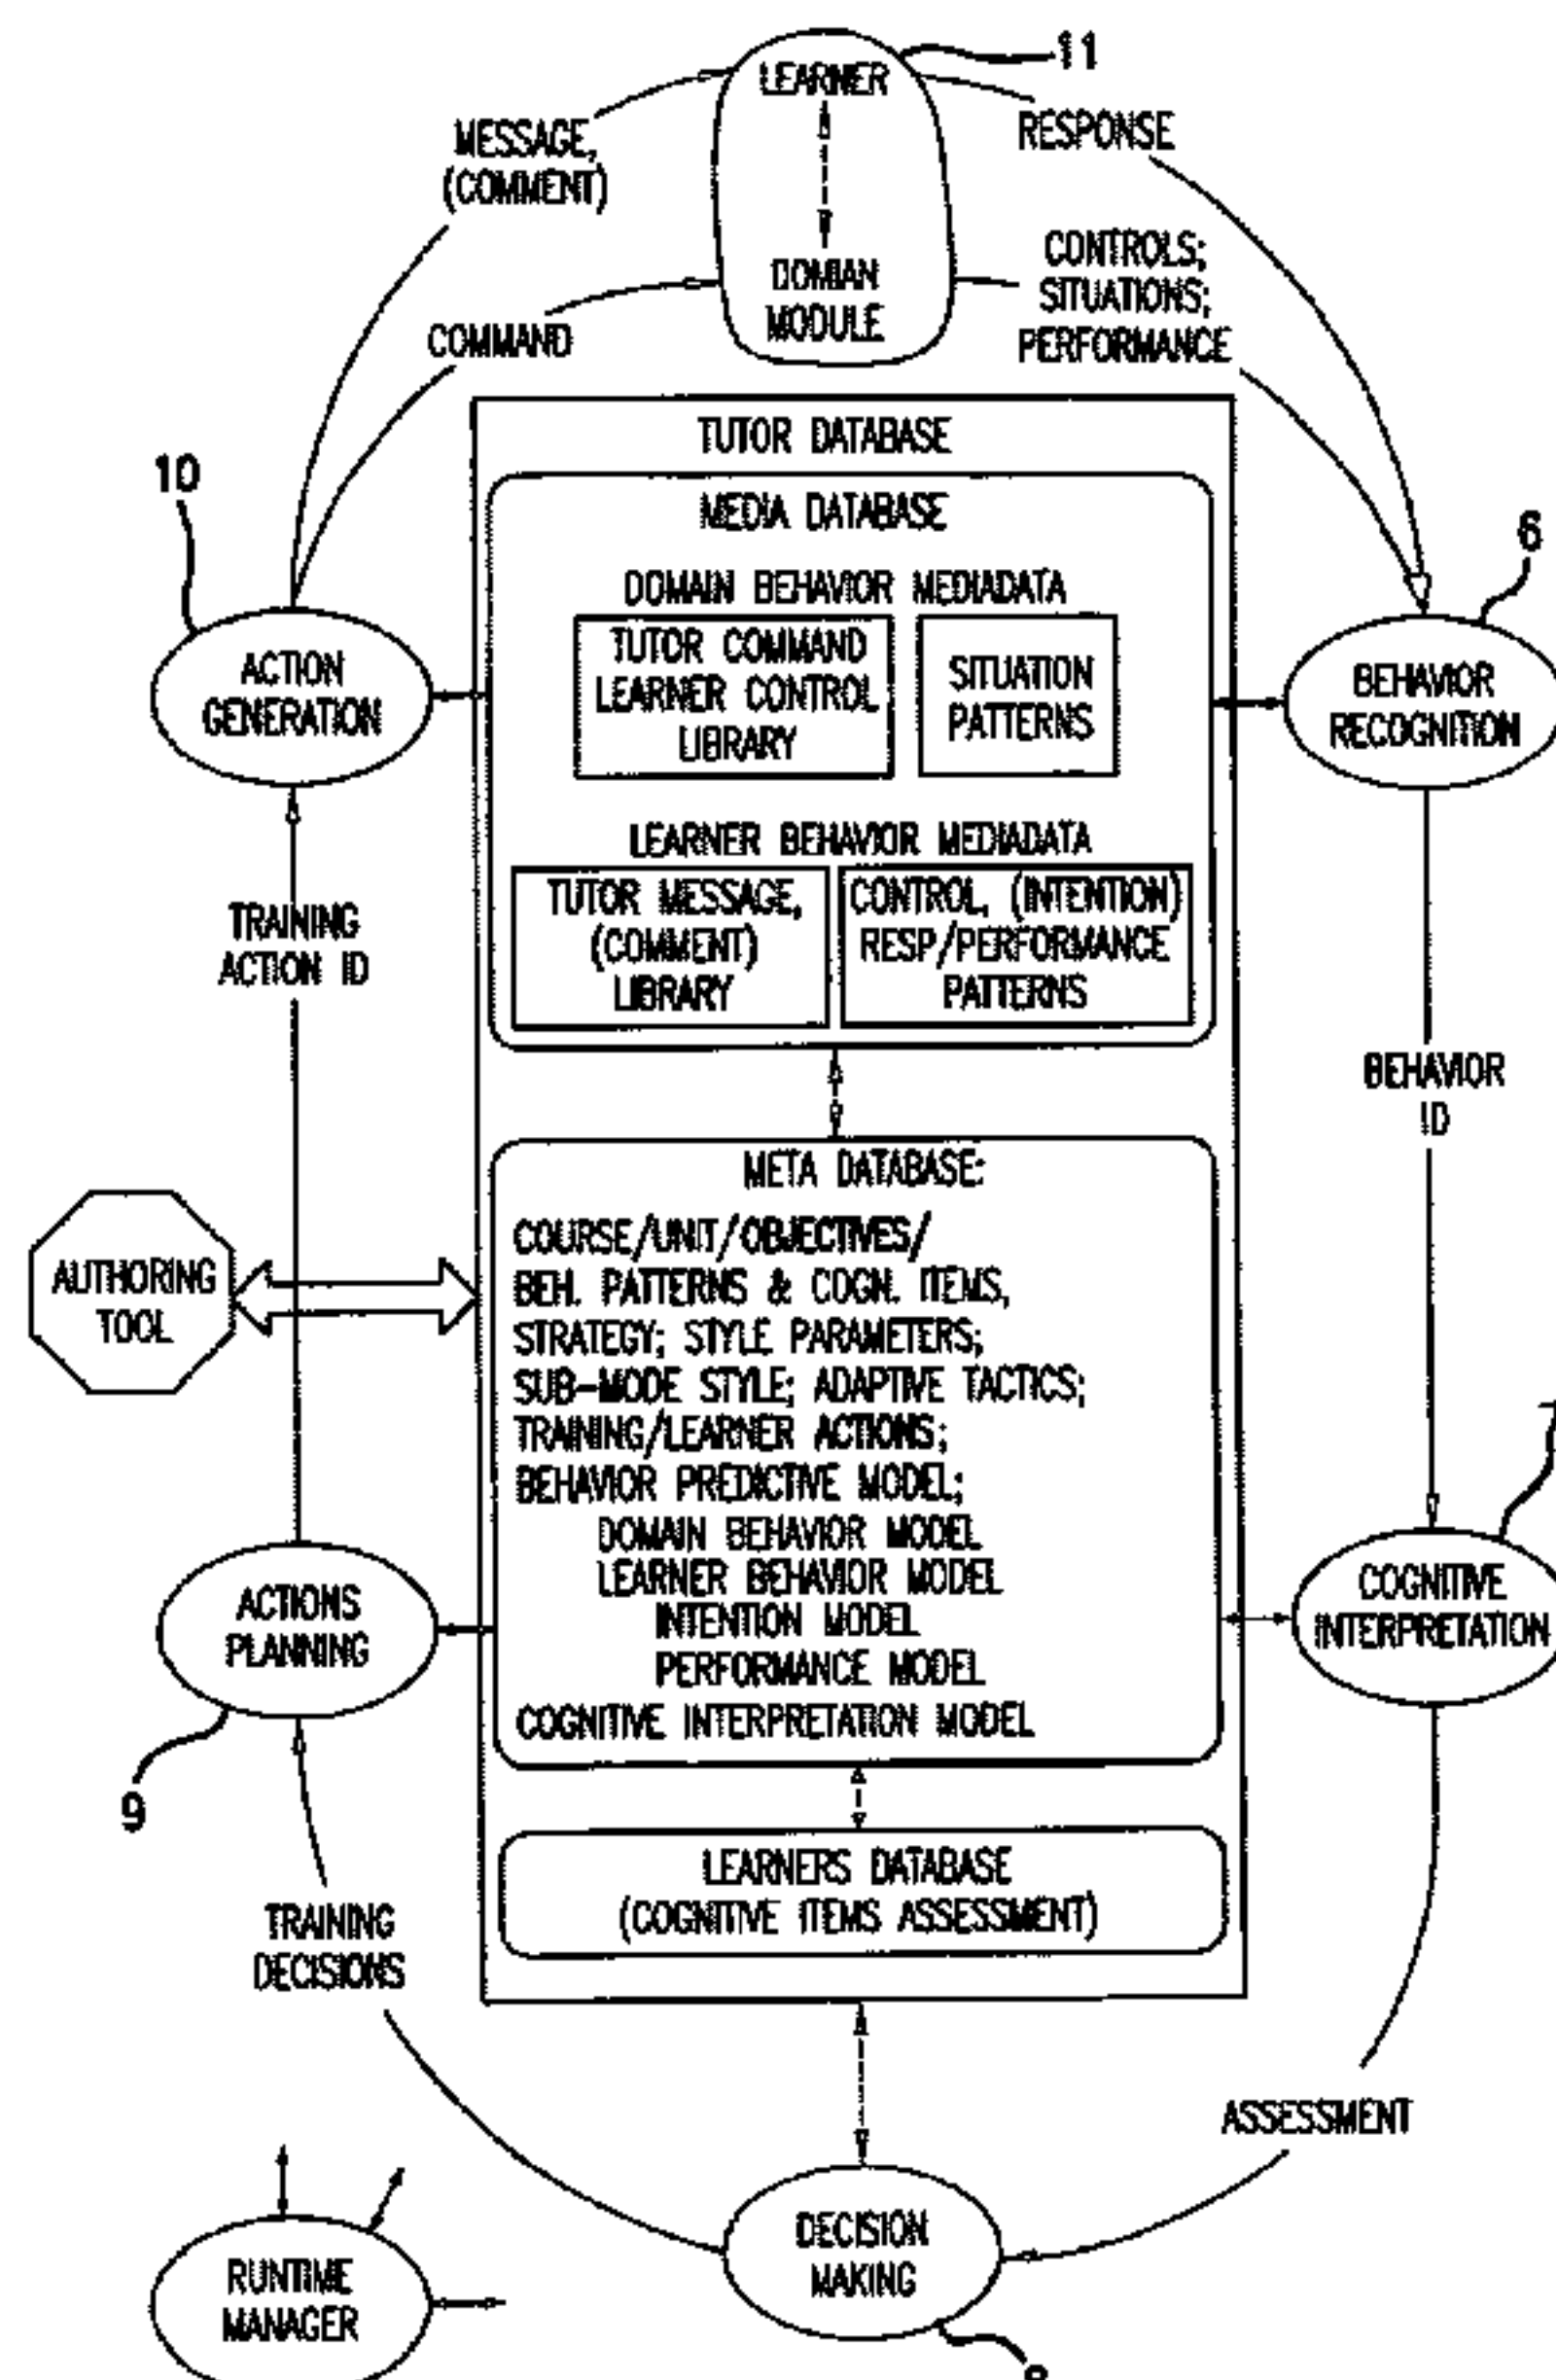 11
LEARNER
MESSAGE,
(COMMENT)
RESPONSE
DOMIAN
MODULE
CONTROLS;
SITUATIONS;
PERFORMANCE
COMMAND
TUTOR DATABASE
10
MEDIA DATABASE
6
DOMAIN BEHAVIOR MEDIADATA
TUTOR COMMAND
LEARNER CONTROL
LIBRARY
SITUATION
PATTERNS
ACTION
GENERATION
BEHAVIOR
RECOGNITION
LEARNER BEHAVIOR MEDIADATA
TUTOR MESSAGE,
(COMMENT)
LIBRARY
CONTROL, (INTENTION)
RESP/PERFORMANCE
PATTERNS
TRAINING
ACTION ID
BEHAVIOR
ID
META DATABASE:
COURSE/UNIT/OBJECTIVES/
BEH. PATTERNS & COGN. ITEMS,
STRATEGY; STYLE PARAMETERS;
SUB-MODE STYLE; ADAPTIVE TACTICS;
TRAINING/LEARNER ACTIONS;
BEHAVIOR PREDICTIVE MODEL;
DOMAIN BEHAVIOR MODEL
LEARNER BEHAVIOR MODEL
INTENTION MODEL
PERFORMANCE MODEL
COGNITIVE INTERPRETATION MODEL
AUTHORING
TOOL
ACTIONS
PLANNING
COGNITIVE
INTERPRETATION
9
LEARNERS DATABASE
(COGNITIVE ITEMS ASSESSMENT)
TRAINING
DECISIONS
ASSESSMENT
DECISION
MAKING
RUNTIME
MANAGER